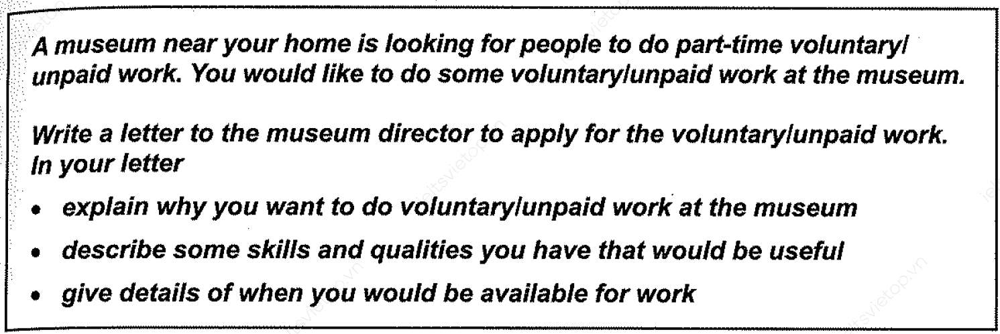 A museum near your home is looking for people to do part-time voluntary/
unpaid work. You would like to do some voluntary/unpaid work at the museum.
Write a letter to the museum director to apply for the voluntary/unpaid work.
In your letter
• explain why you want to do voluntary/unpaid work at the museum
• describe some skills and qualities you have that would be useful
• give details of when you would be available for work
ieltsvietop.vn